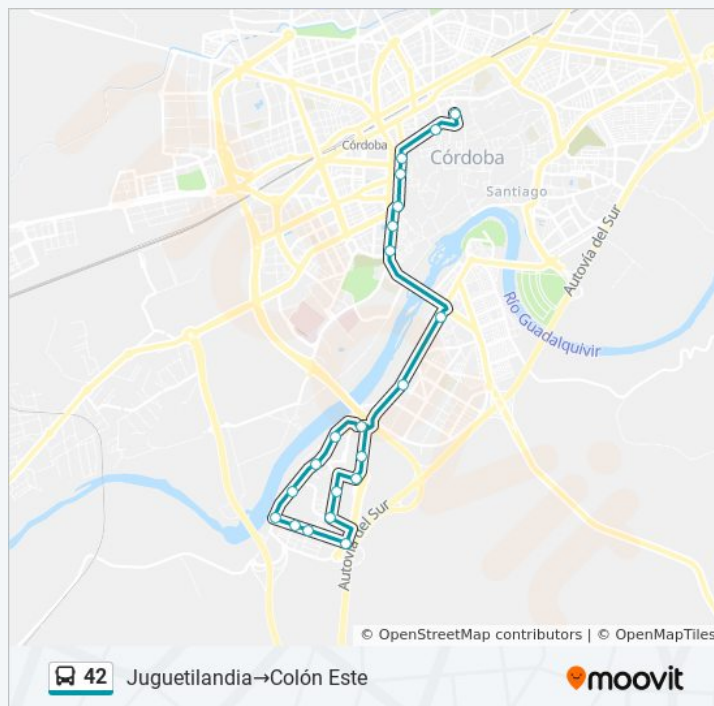 Córdoba
Córdoba
Santiago
Autovía del Sur
Río Guadalquivir
Autovía del Sur
© OpenStreetMap contributors | © OpenMapTiles
42 Juguetilandia→Colón Este
moovit